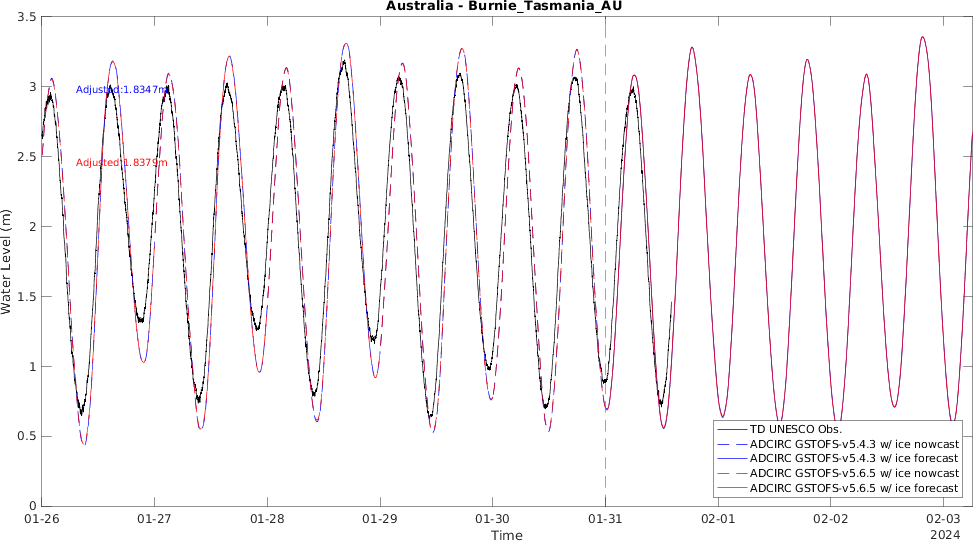 Australia - Burnie_Tasmania_AU
3.5
3
2.5
2
1.5
1
0.5
0
Water Level (m)
Adjusted:1.8347m
Adjusted:1.8379m
TD UNESCO Obs.
ADCIRC GSTOFS-v5.4.3 w/ ice nowcast
ADCIRC GSTOFS-v5.4.3 w/ ice forecast
ADCIRC GSTOFS-v5.6.5 w/ ice nowcast
ADCIRC GSTOFS-v5.6.5 w/ ice forecast
01-26 01-27 01-28 01-29 01-30 01-31 02-01 02-02 02-03
Time
2024